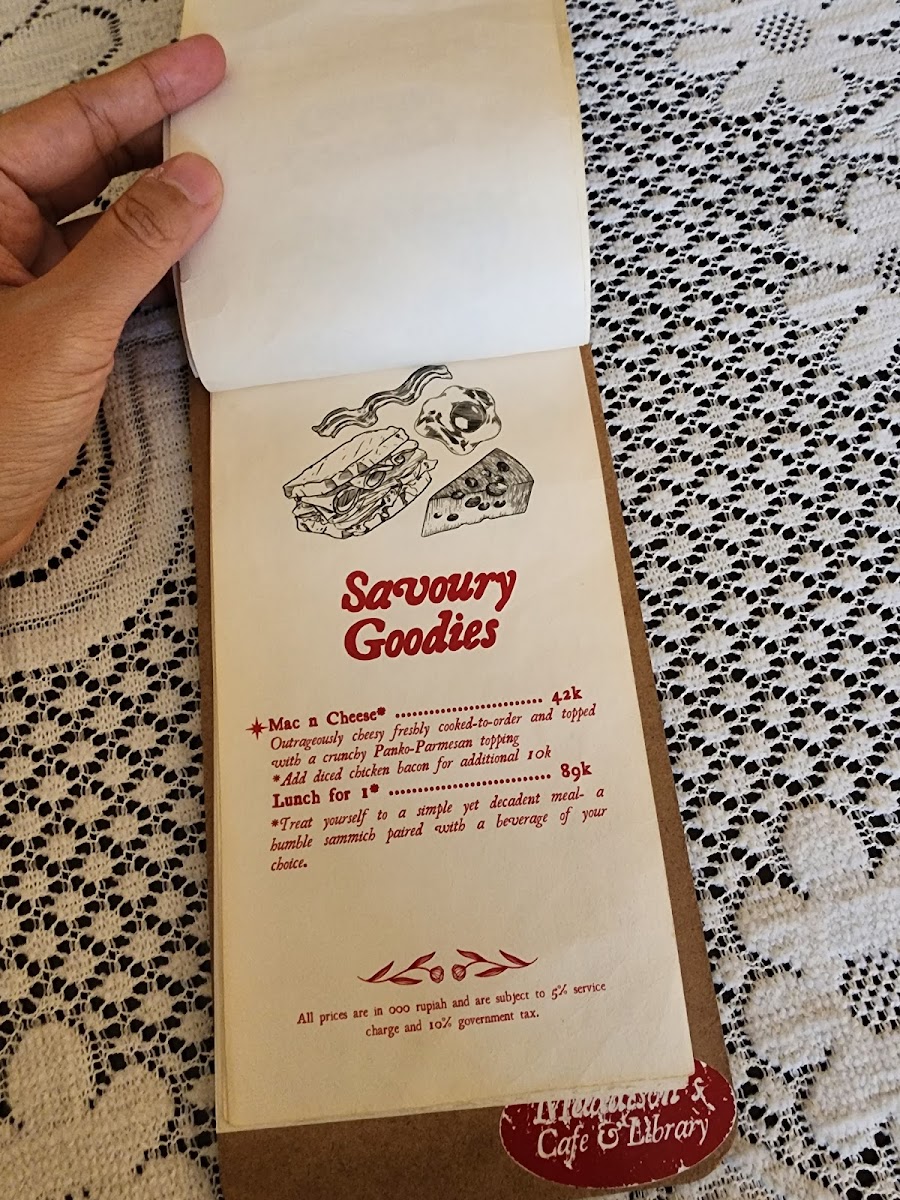 Savoury
Goodies
Mac n Cheese* ........................ 42k
Outrageously cheesy freshly cooked-to-order and topped
with a crunchy Panko-Parmesan topping
*Add diced chicken bacon for additional 10k
Lunch for 1* ........................... 89k
*Treat yourself to a simple yet decadent meal- a
humble sammich paired with a beverage of your
choice.
All prices are in 000 rupiah and are subject to 5% service
charge and 10% government tax.
Cafe & Library